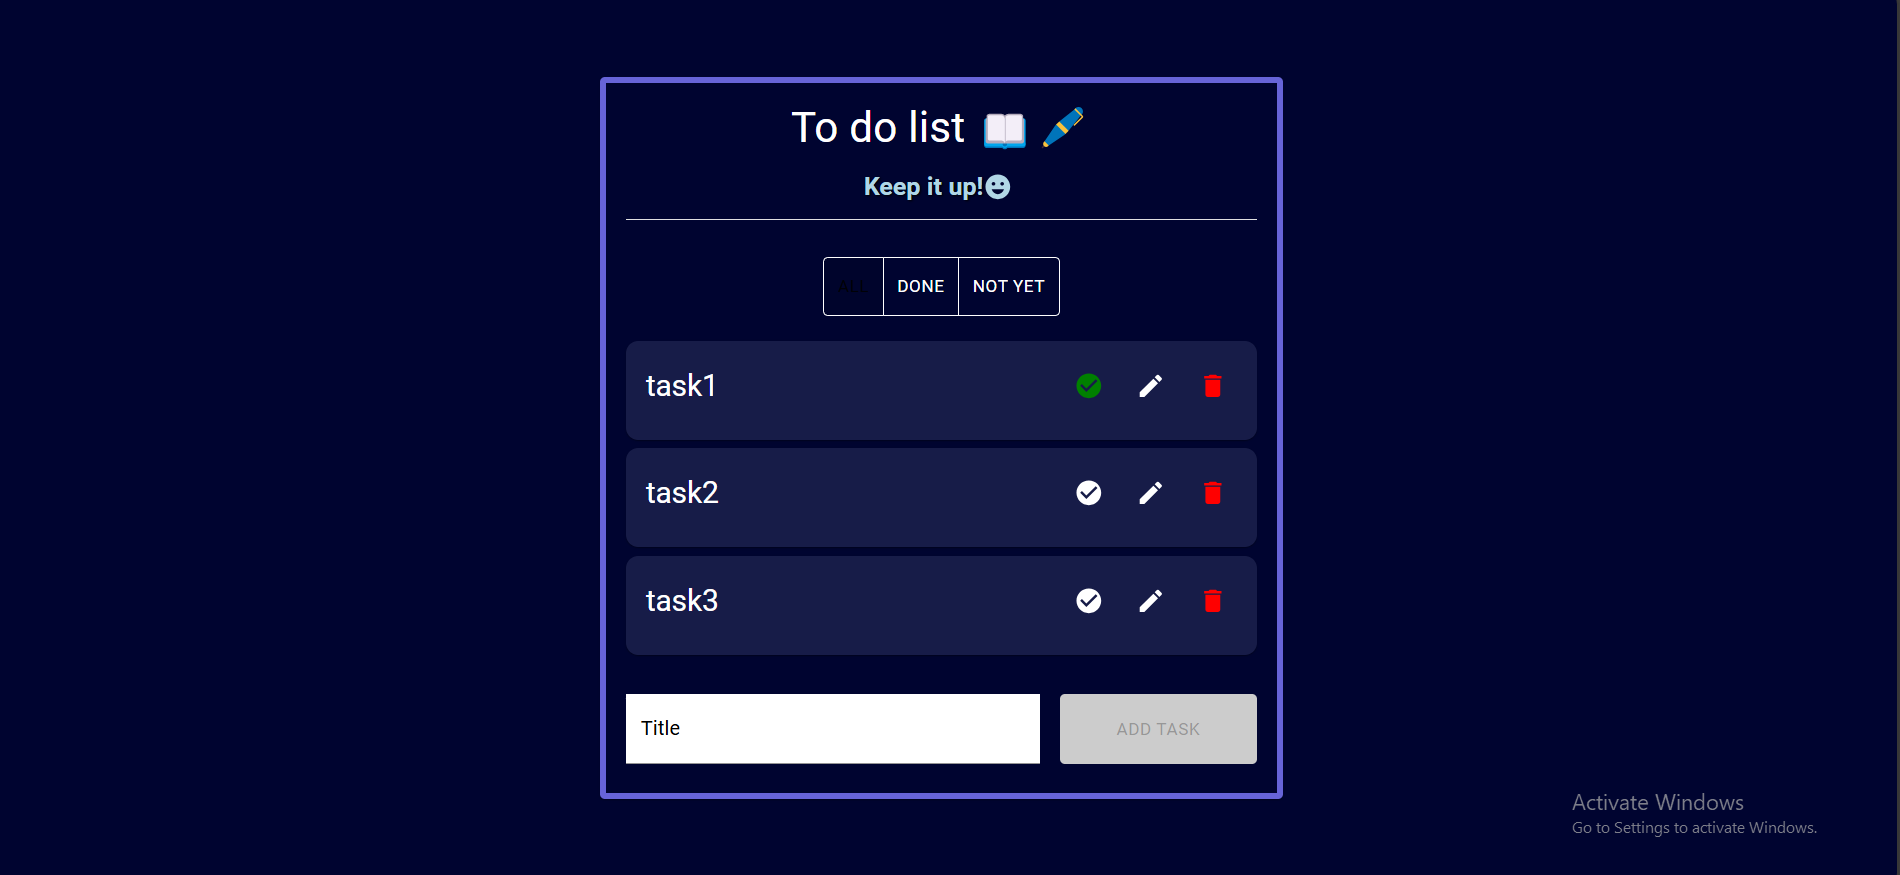 To do list 📖 🖊️
Keep it up!
ALL DONE NOT YET
task1
task2
task3
Title ADD TASK
Activate Windows
Go to Settings to activate Windows.